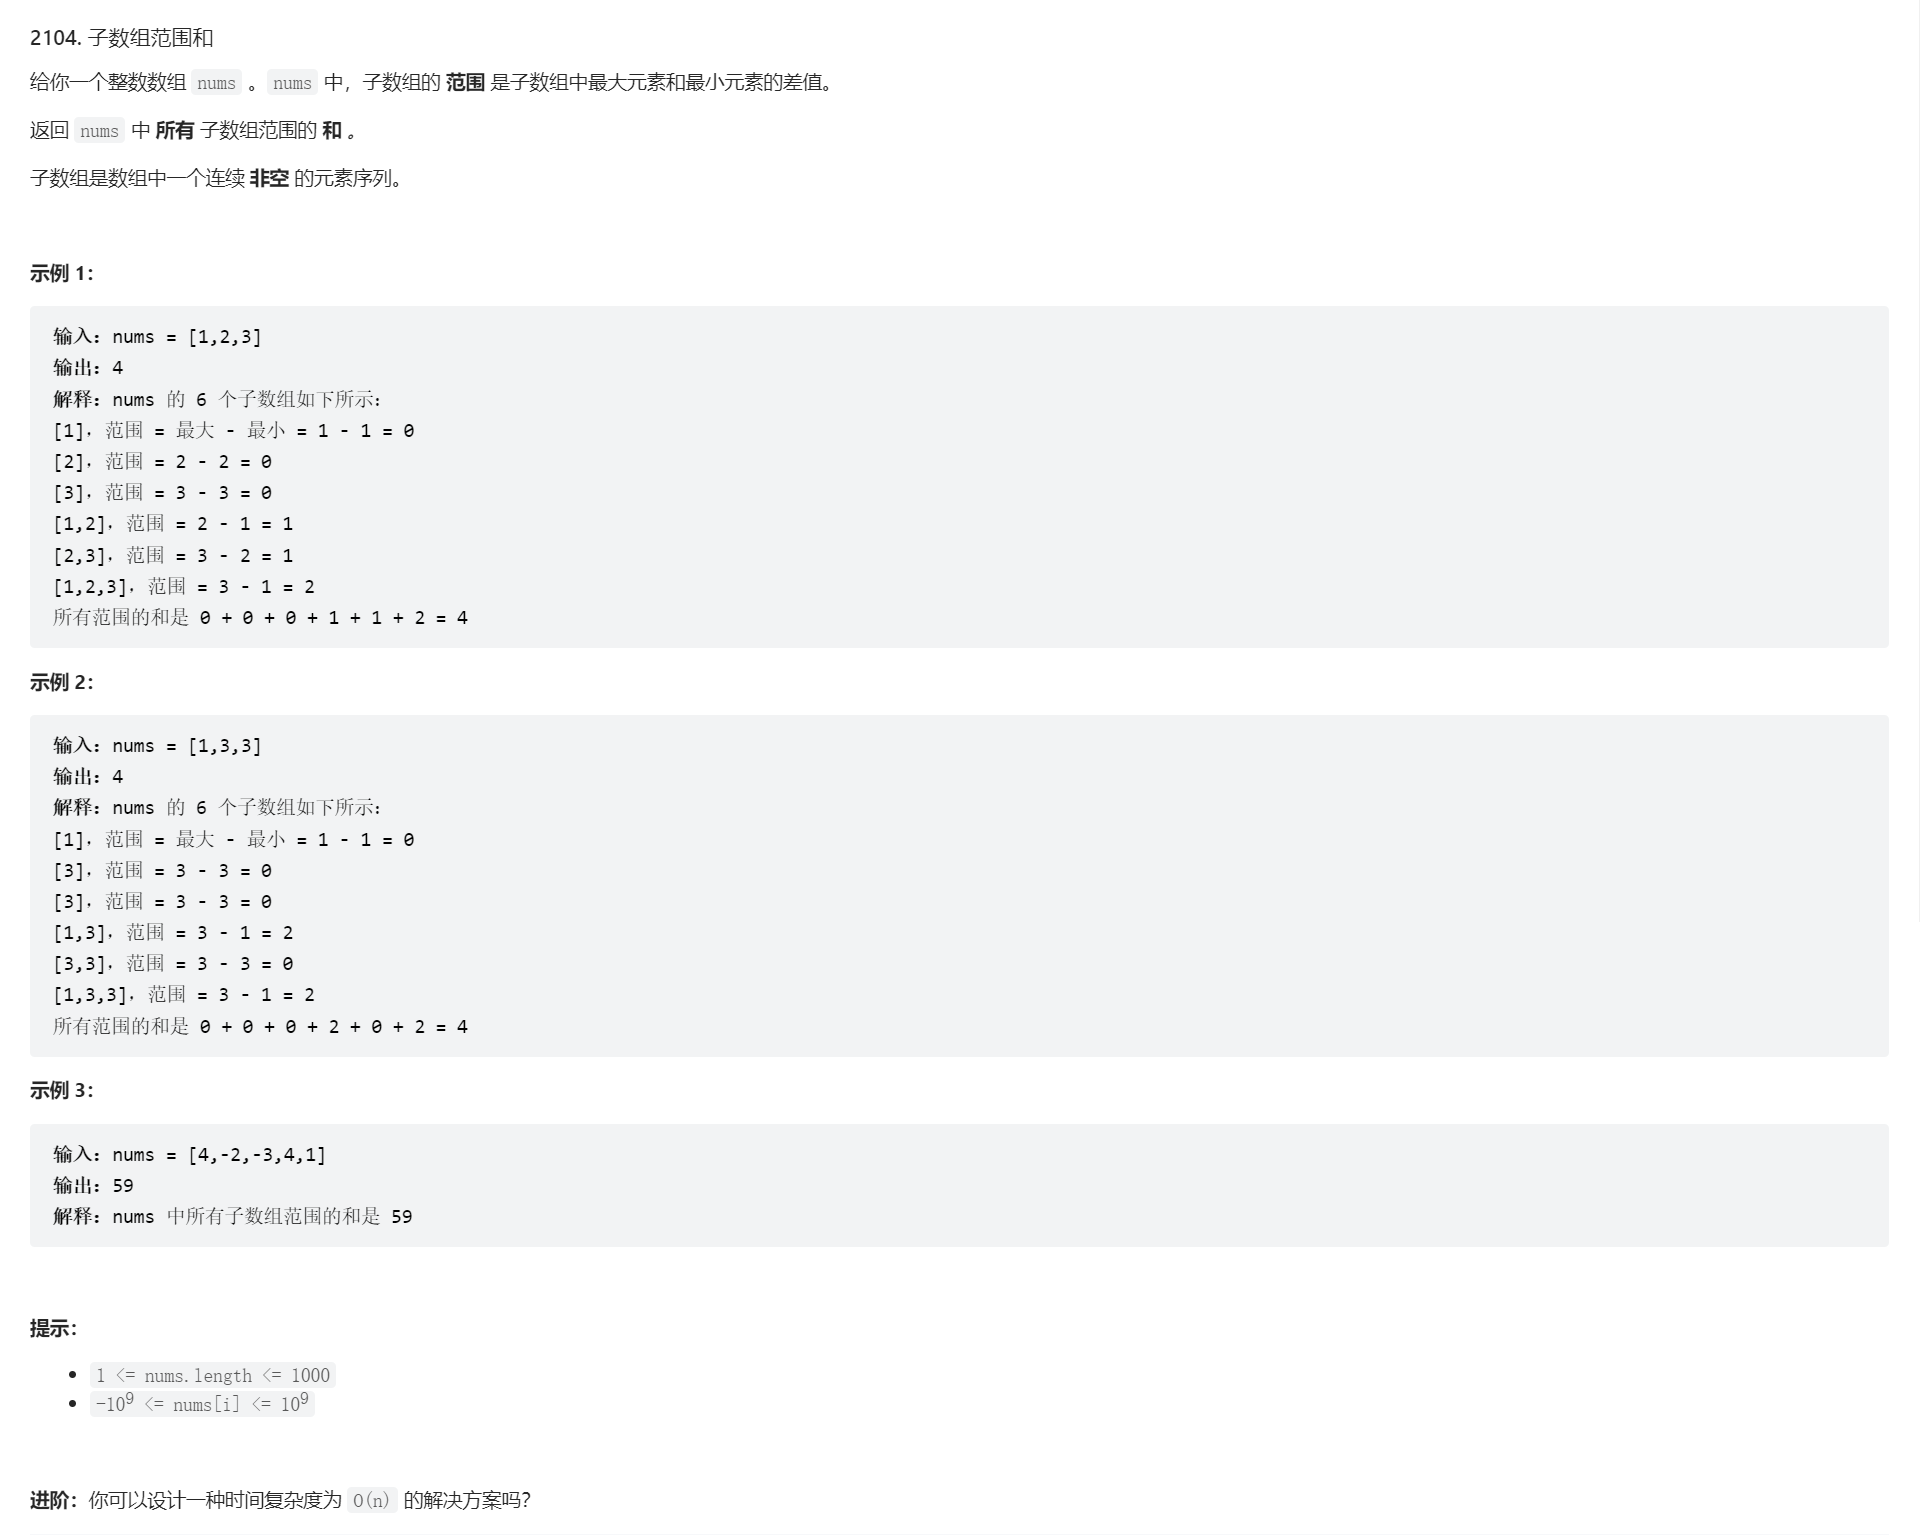 2104. 子数组范围和
给你一个整数数组 nums 。nums 中，子数组的 范围 是子数组中最大元素和最小元素的差值。
返回 nums 中 所有 子数组范围的 和 。
子数组是数组中一个连续 非空 的元素序列。
示例 1：
输入：nums = [1,2,3]
输出：4
解释：nums 的 6 个子数组如下所示：
[1]，范围 = 最大 - 最小 = 1 - 1 = 0
[2]，范围 = 2 - 2 = 0
[3]，范围 = 3 - 3 = 0
[1,2]，范围 = 2 - 1 = 1
[2,3]，范围 = 3 - 2 = 1
[1,2,3]，范围 = 3 - 1 = 2
所有范围的和是 0 + 0 + 0 + 1 + 1 + 2 = 4
示例 2：
输入：nums = [1,3,3]
输出：4
解释：nums 的 6 个子数组如下所示：
[1]，范围 = 最大 - 最小 = 1 - 1 = 0
[3]，范围 = 3 - 3 = 0
[3]，范围 = 3 - 3 = 0
[1,3]，范围 = 3 - 1 = 2
[3,3]，范围 = 3 - 3 = 0
[1,3,3]，范围 = 3 - 1 = 2
所有范围的和是 0 + 0 + 0 + 2 + 0 + 2 = 4
示例 3：
输入：nums = [4,-2,-3,4,1]
输出：59
解释：nums 中所有子数组范围的和是 59
提示：
• 1 <= nums.length <= 1000
• -10⁹ <= nums[i] <= 10⁹
进阶：你可以设计一种时间复杂度为 O(n) 的解决方案吗？